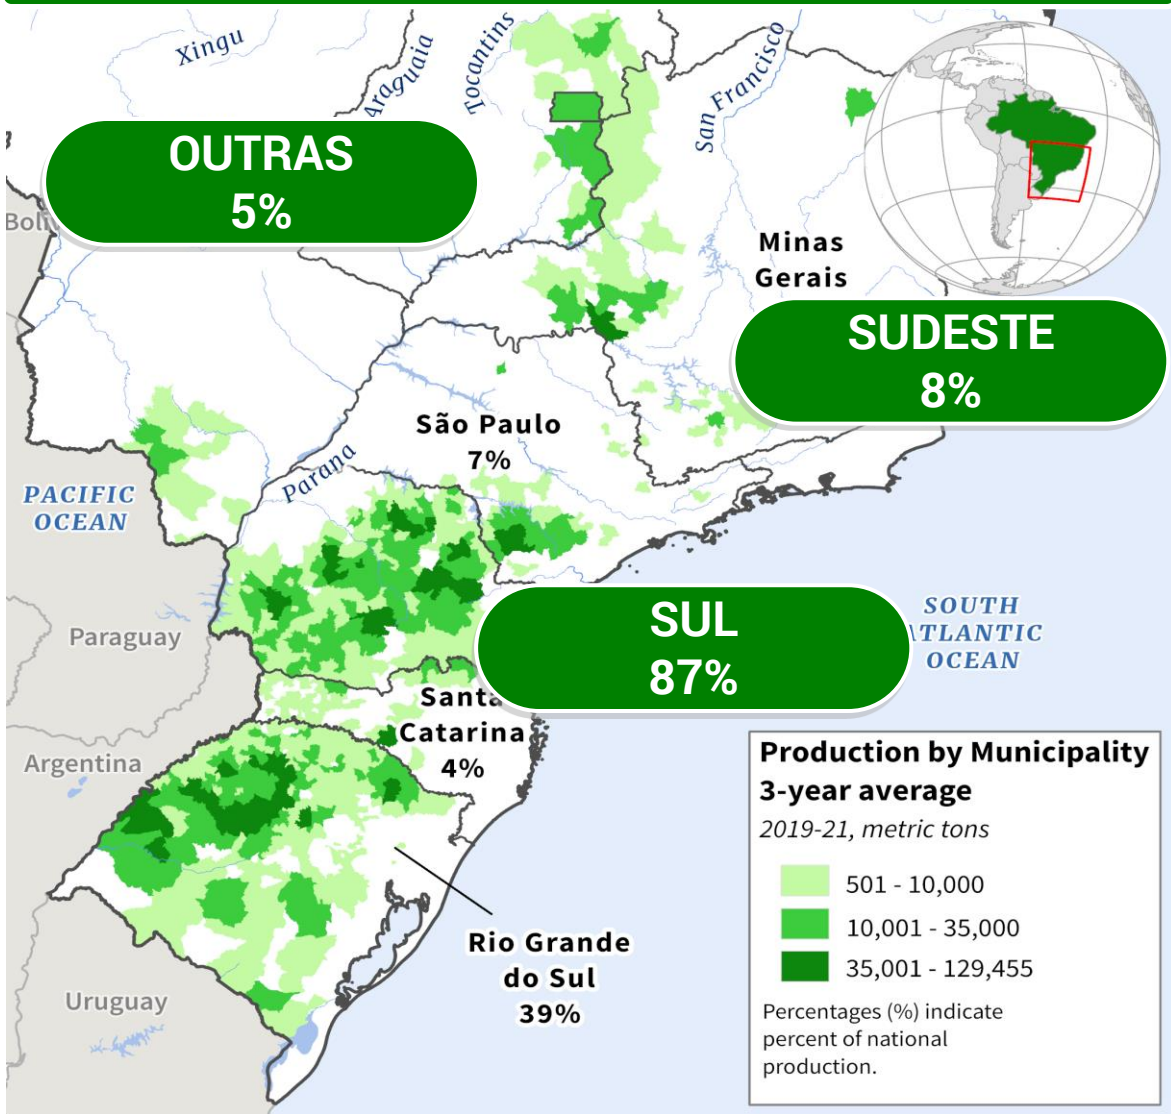 Xingu
Araguaia
Tocantins
San Francisco
OUTRAS
5%
Boli
Minas
Gerais
SUDESTE
8%
São Paulo
7%
Parana
PACIFIC
OCEAN
SUL
87%
SOUTH
ATLANTIC
OCEAN
Paraguay
Santa
Catarina
4%
Argentina
Rio Grande
do Sul
39%
Uruguay
Production by Municipality
3-year average
2019-21, metric tons
501 - 10,000
10,001 - 35,000
35,001 - 129,455
Percentages (%) indicate
percent of national
production.